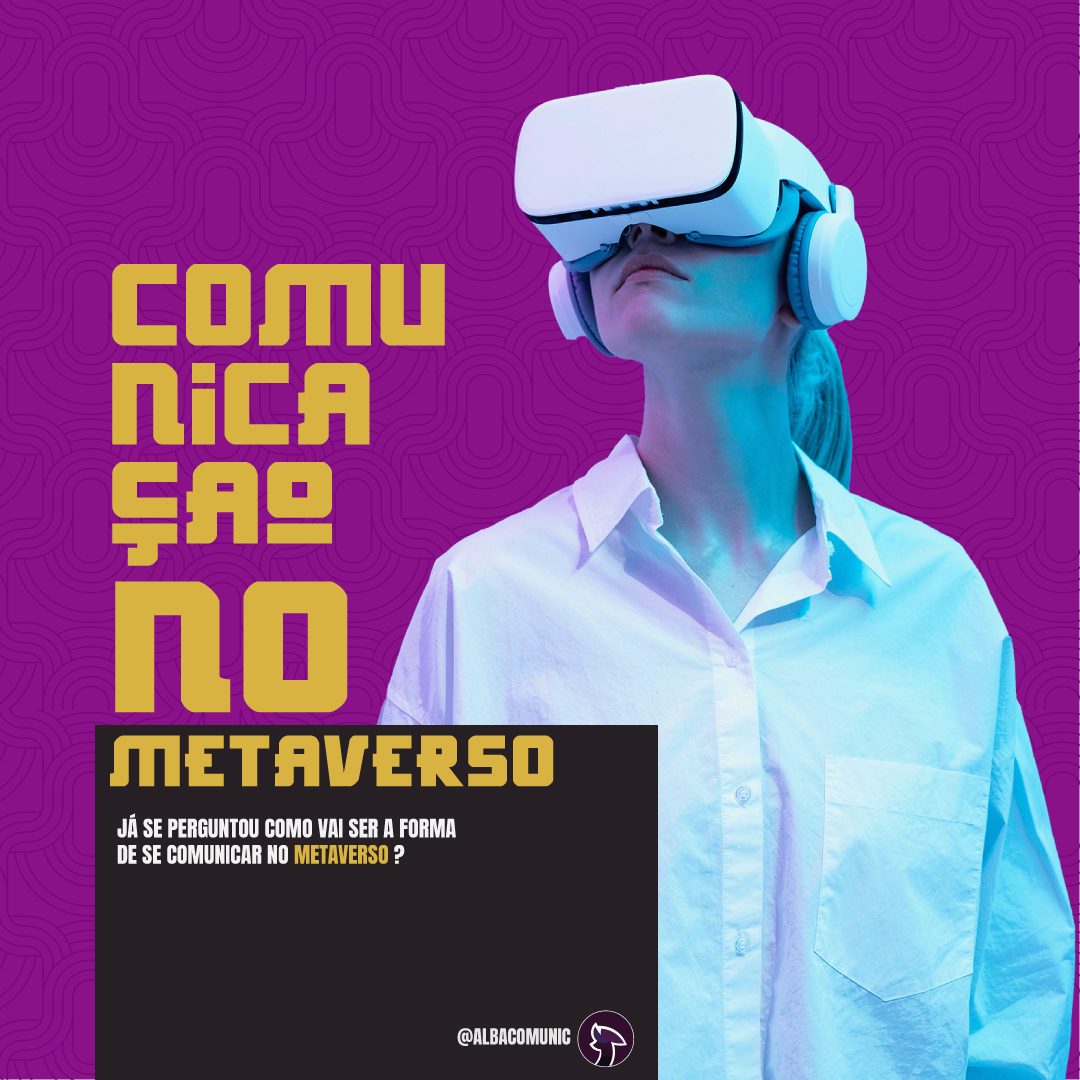 COMU
NiCA
ÇAO
NO
METAVERSO
JÁ SE PERGUNTOU COMO VAI SER A FORMA
DE SE COMUNICAR NO METAVERSO ?
@ALBACOMUNIC